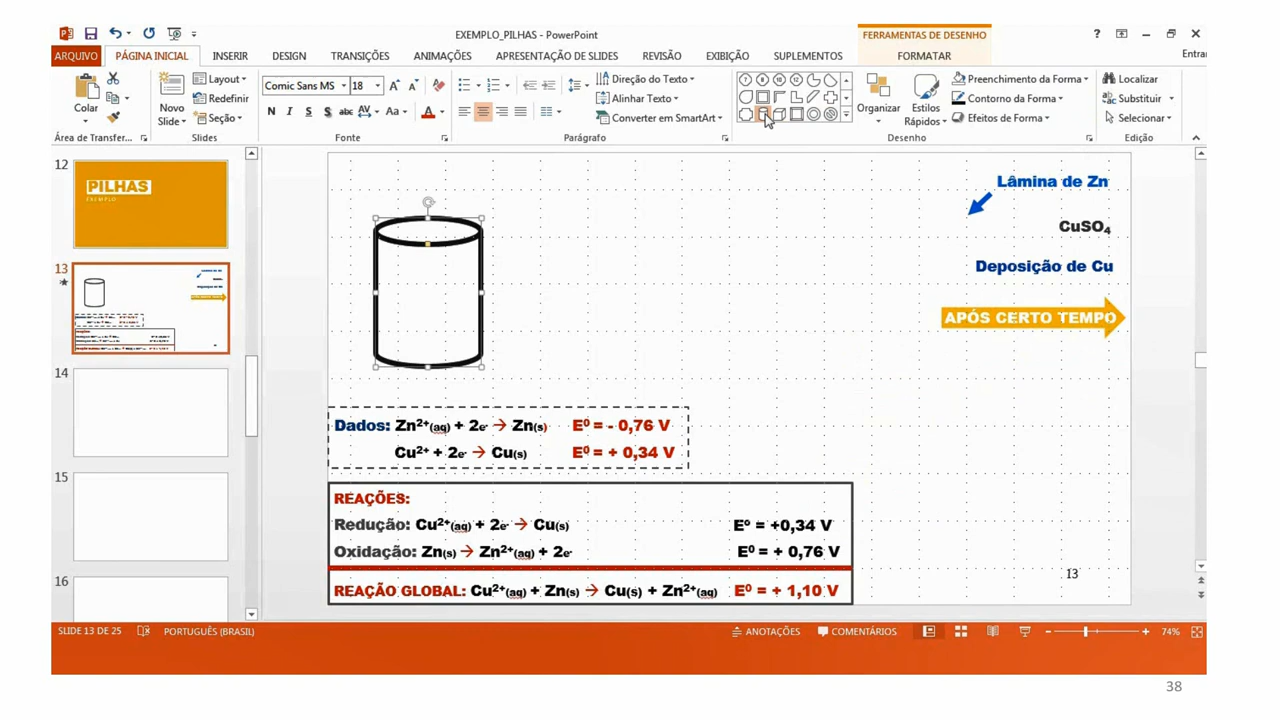 EXEMPLO_PILHAS - PowerPoint
FERRAMENTAS DE DESENHO
?
ARQUIVO PÁGINA INICIAL INSERIR DESIGN TRANSIÇÕES ANIMAÇÕES APRESENTAÇÃO DE SLIDES REVISÃO EXIBIÇÃO SUPLEMENTOS FORMATAR Entrar
Colar
Novo Slide
Layout
Redefinir
Seção
Comic Sans MS 18
N I S S abc AV Aa A
Direção do Texto
Alinhar Texto
Converter em SmartArt
Organizar
Estilos Rápidos
Preenchimento da Forma
Contorno da Forma
Efeitos de Forma
Localizar
Substituir
Selecionar
Área de Transfer... Slides Fonte Parágrafo Desenho Edição
12
PILHAS
EXEMPLO
13
14
15
16
Lâmina de Zn
CuSO₄
Deposição de Cu
APÓS CERTO TEMPO
Dados: Zn²⁺(aq) + 2e⁻ → Zn(s) E⁰ = - 0,76 V
Cu²⁺ + 2e⁻ → Cu(s) E⁰ = + 0,34 V
REAÇÕES:
Redução: Cu²⁺(aq) + 2e⁻ → Cu(s) Eº = +0,34 V
Oxidação: Zn(s) → Zn²⁺(aq) + 2e⁻ E⁰ = + 0,76 V
REAÇÃO GLOBAL: Cu²⁺(aq) + Zn(s) → Cu(s) + Zn²⁺(aq) E⁰ = + 1,10 V
13
SLIDE 13 DE 25 PORTUGUÊS (BRASIL) ANOTAÇÕES COMENTÁRIOS 74%
38